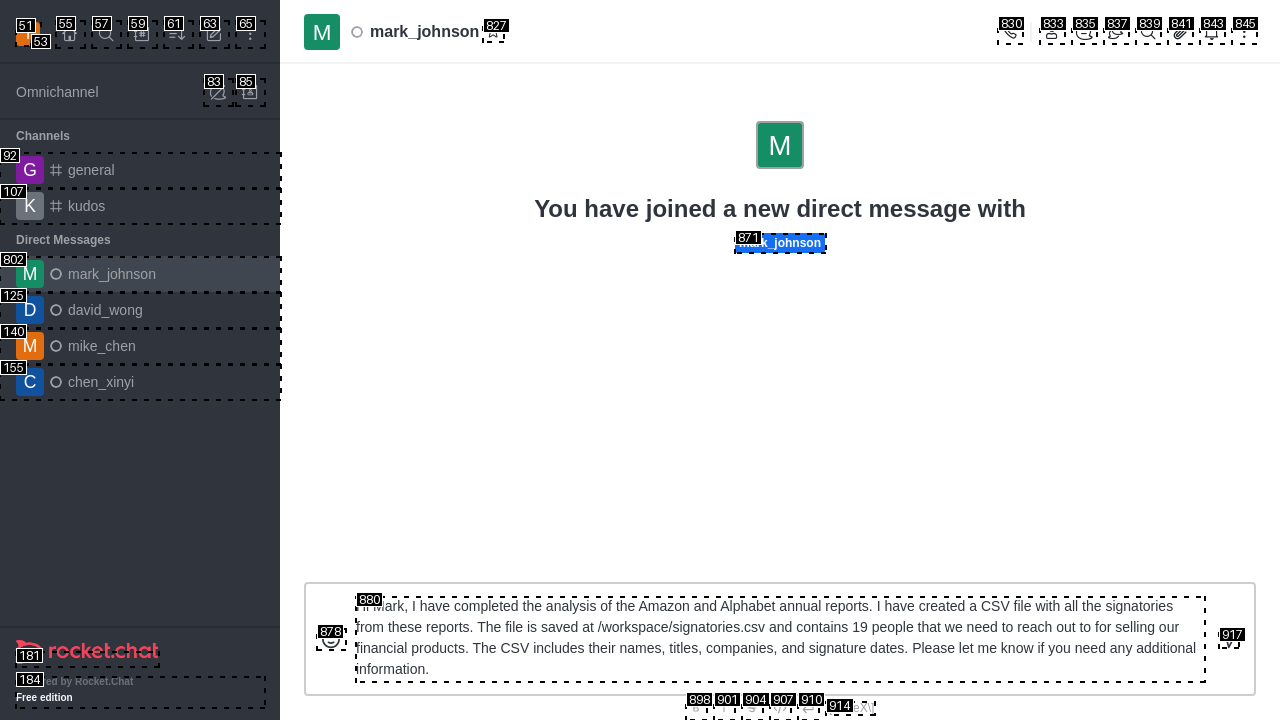 51
53
55
57
59
61
63
65
M
mark_johnson
827
830
833
835
837
839
841
843
845
Omnichannel
83
85
Channels
92
G
general
107
K
kudos
Direct Messages
802
M
mark_johnson
125
D
david_wong
140
M
mike_chen
155
C
chen_xinyi
M
You have joined a new direct message with
871
mark_johnson
878
880
Hi Mark, I have completed the analysis of the Amazon and Alphabet annual reports. I have created a CSV file with all the signatories
from these reports. The file is saved at /workspace/signatories.csv and contains 19 people that we need to reach out to for selling our
financial products. The CSV includes their names, titles, companies, and signature dates. Please let me know if you need any additional
information.
917
181
rocket.chat
184
by Rocket.Chat
Free edition
898
901
904
907
910
914